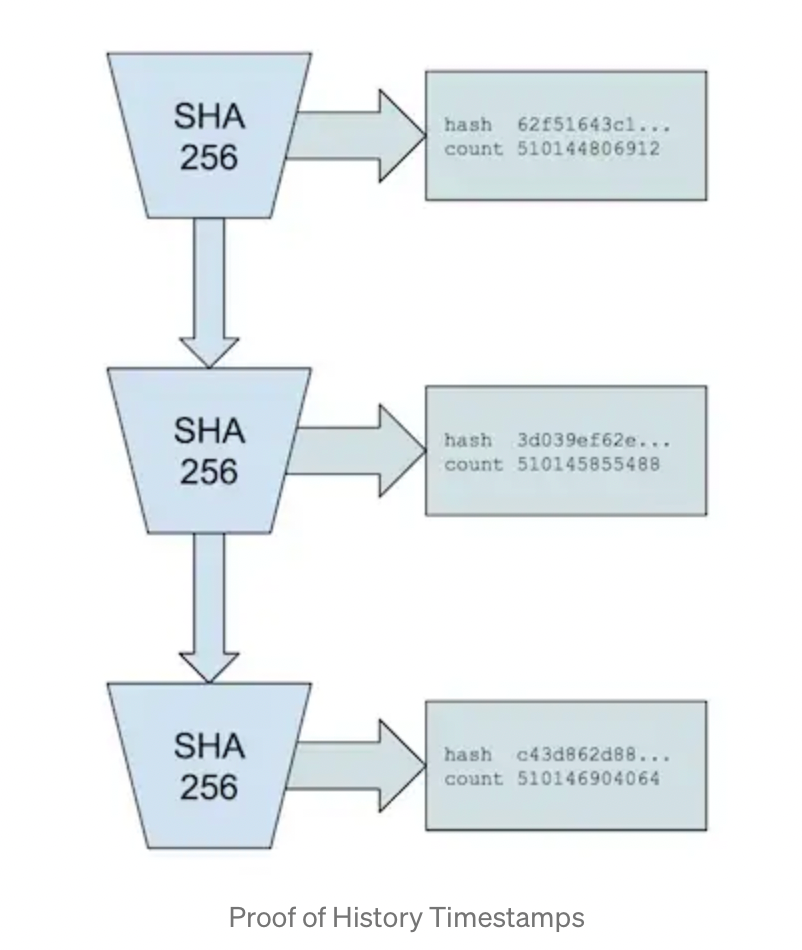 SHA
256
hash 62f51643c1...
count 510144806912
SHA
256
hash 3d039ef62e...
count 510145855488
SHA
256
hash c43d862d88...
count 510146904064
Proof of History Timestamps